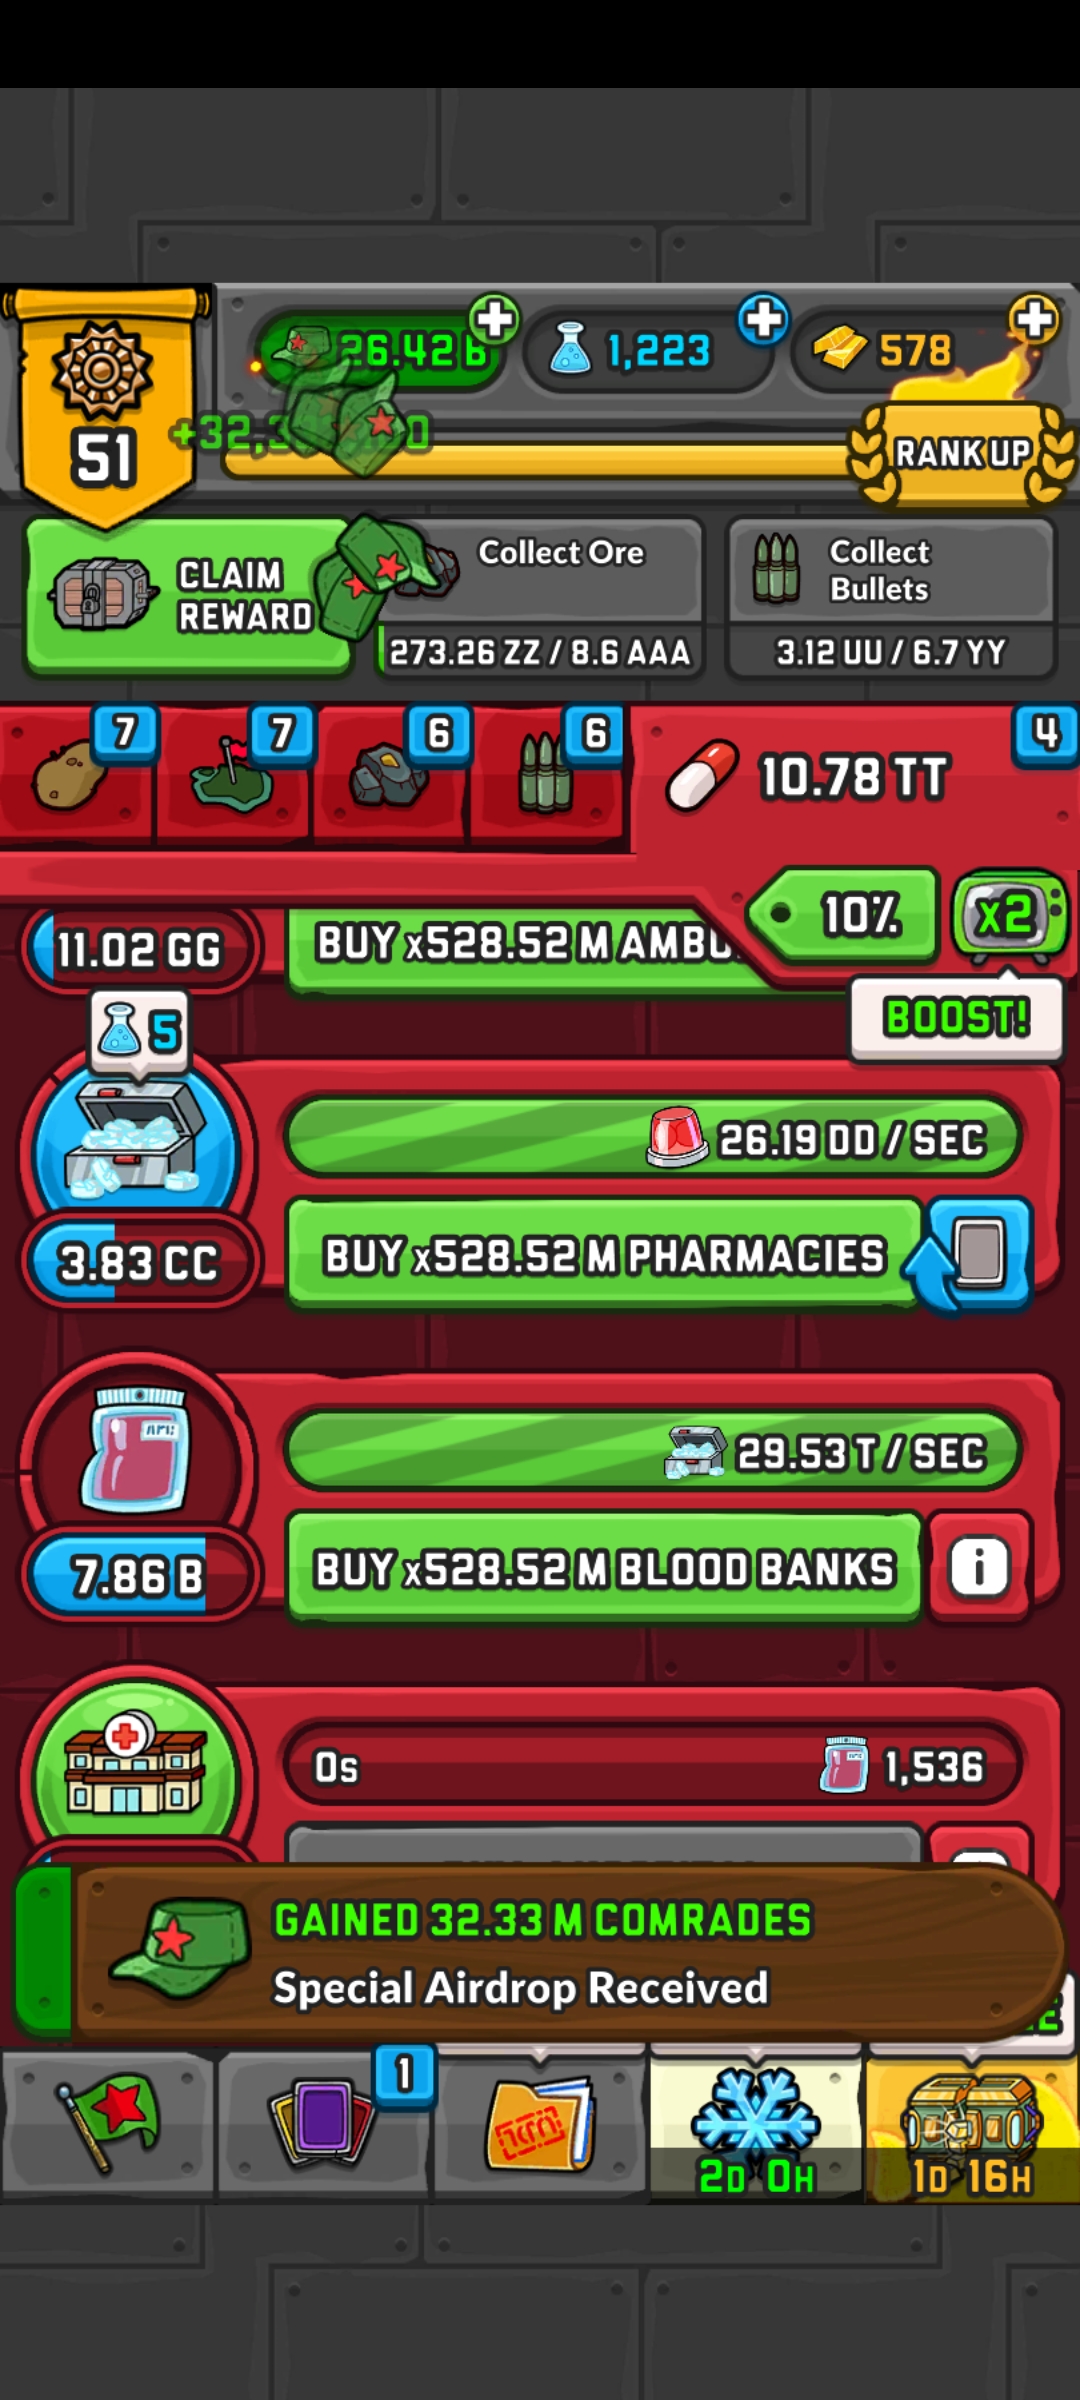 26.42 B
1,223
578
51
RANK UP
CLAIM
REWARD
Collect Ore
273.26 ZZ / 8.6 AAA
Collect
Bullets
3.12 UU / 6.7 YY
7
7
6
6
10.78 TT
4
10%
x2
11.02 GG
BUY x528.52 M
BOOST!
5
26.19 DD / SEC
3.83 CC
BUY x528.52 M PHARMACIES
29.53 T / SEC
7.86 B
BUY x528.52 M BLOOD BANKS
i
0s
1,536
GAINED 32.33 M COMRADES
Special Airdrop Received
1
2D 0H
1D 16H